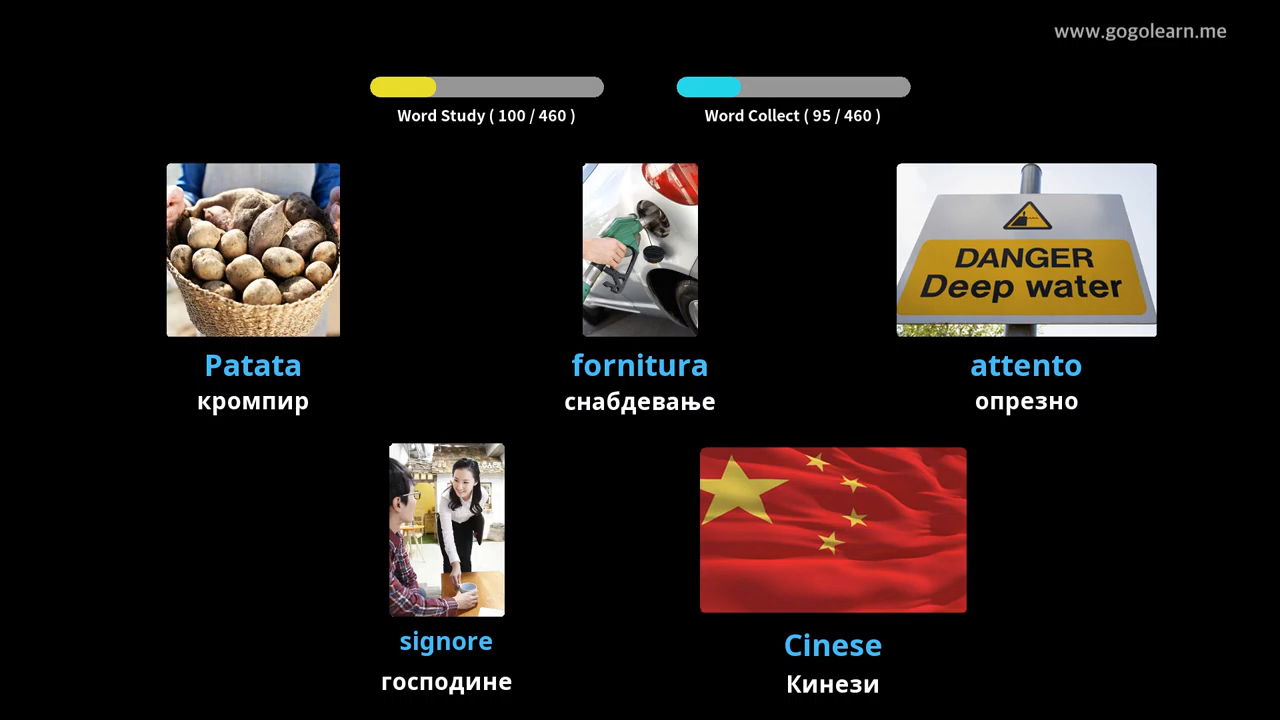 www.gogolearn.me
Word Study ( 100 / 460 )
Word Collect ( 95 / 460 )
DANGER
Deep water
Patata
кромпир
fornitura
снабдевање
attento
опрезно
signore
господине
Cinese
Кинези